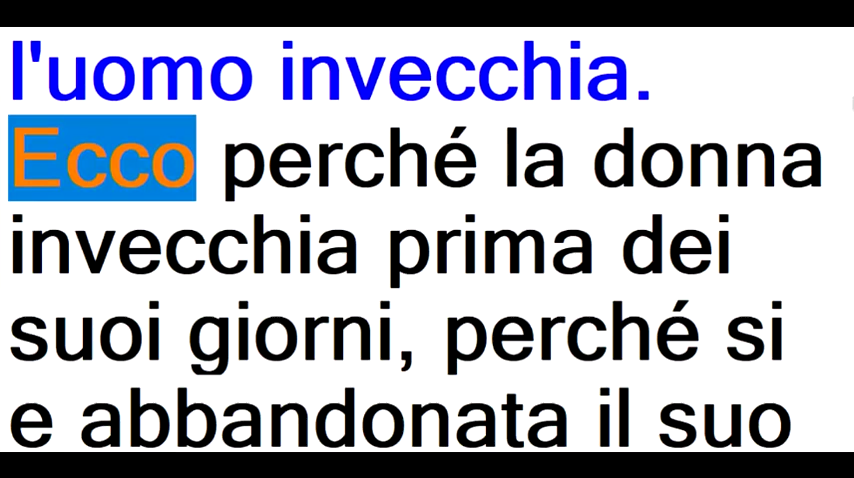 l'uomo invecchia.
Ecco perché la donna
invecchia prima dei
suoi giorni, perché si
e abbandonata il suo